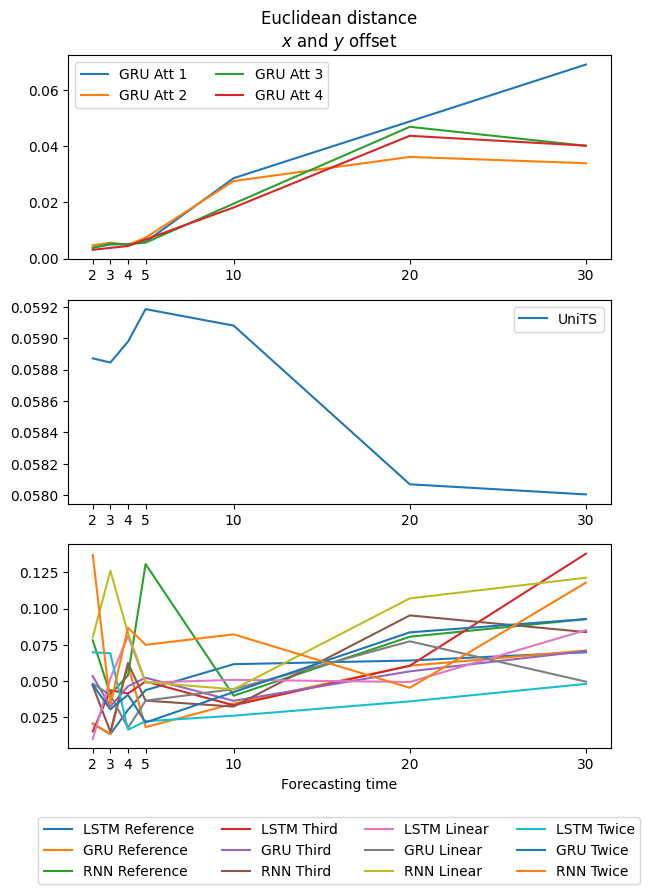 Euclidean distance
x and y offset
GRU Att 1 GRU Att 3
GRU Att 2 GRU Att 4
0.06
0.04
0.02
0.00
2 3 4 5 10 20 30
UniTS
0.0592
0.0590
0.0588
0.0586
0.0584
0.0582
0.0580
2 3 4 5 10 20 30
0.125
0.100
0.075
0.050
0.025
2 3 4 5 10 20 30
Forecasting time
LSTM Reference LSTM Third LSTM Linear LSTM Twice
GRU Reference GRU Third GRU Linear GRU Twice
RNN Reference RNN Third RNN Linear RNN Twice